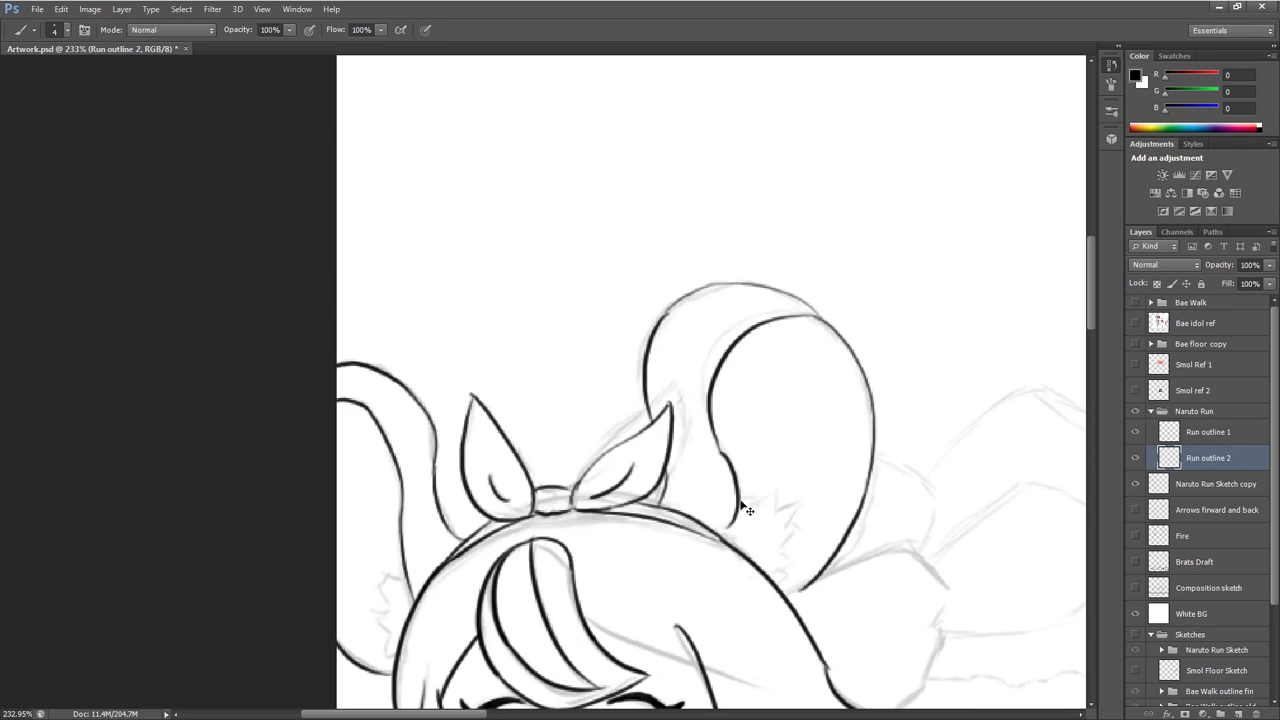 Ps File Edit Image Layer Type Select Filter 3D View Window Help
4 Mode: Normal Opacity: 100% Flow: 100% Essentials
Artwork.psd @ 233% (Run outline 2, RGB/8) * ×
Color Swatches
R 0
G 0
B 0
Adjustments Styles
Add an adjustment
Layers Channels Paths
Kind
Normal Opacity: 100%
Lock: Fill: 100%
Bae Walk
Bae idol ref
Bae floor copy
Smol Ref 1
Smol ref 2
Naruto Run
Run outline 1
Run outline 2
Naruto Run Sketch copy
Arrows firward and back
Fire
Brats Draft
Composition sketch
White BG
Sketches
Naruto Run Sketch
Smol Floor Sketch
Bae Walk outline fin
232.95% Doc: 11.4M/204.7M